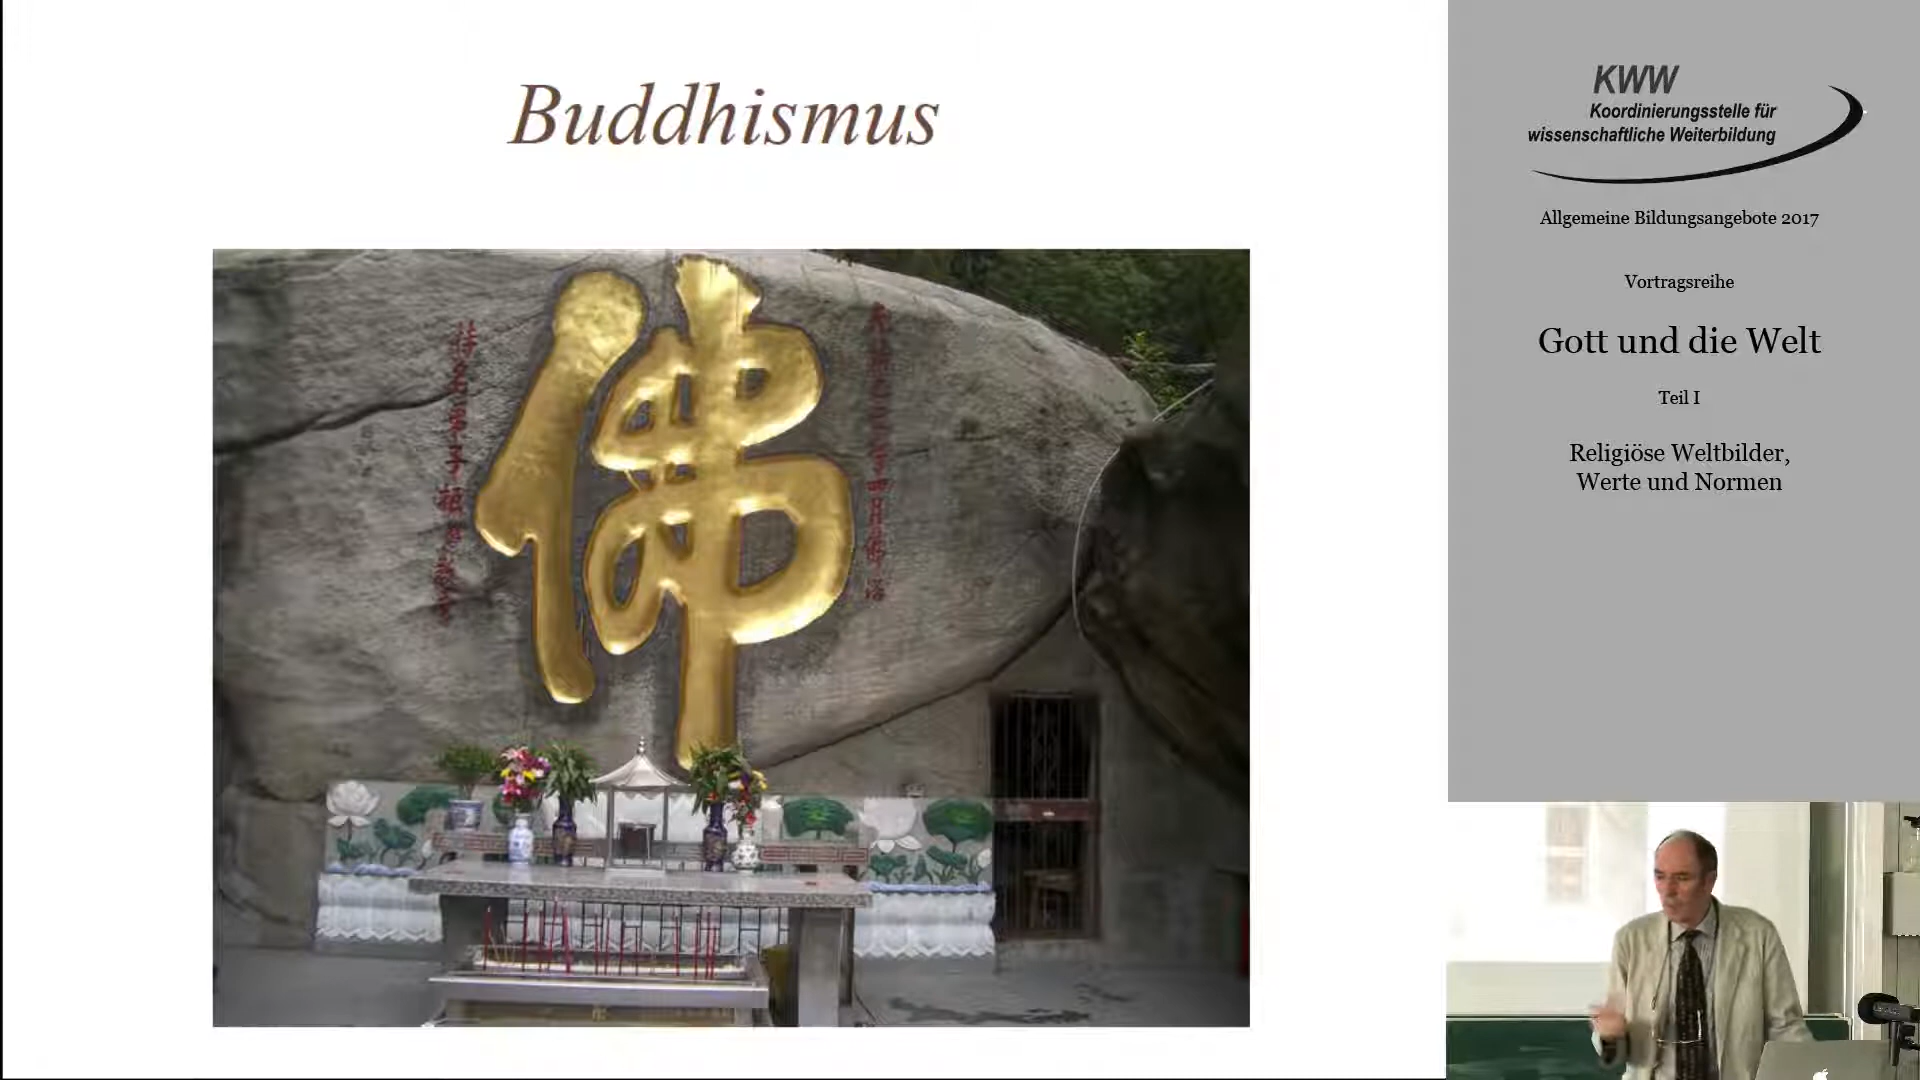 Buddhismus
佛
KWW
Koordinierungsstelle für
wissenschaftliche Weiterbildung
Allgemeine Bildungsangebote 2017
Vortragsreihe
Gott und die Welt
Teil I
Religiöse Weltbilder,
Werte und Normen